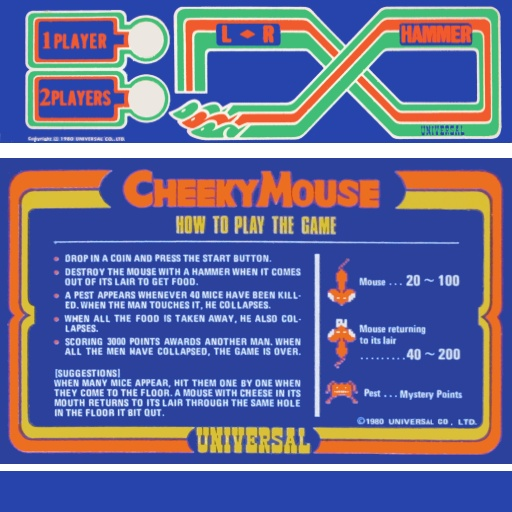 1 PLAYER
L R
HAMMER
2 PLAYERS
UNIVERSAL
Copyright © 1980 UNIVERSAL CO., LTD.
CHEEKY MOUSE
HOW TO PLAY THE GAME
DROP IN A COIN AND PRESS THE START BUTTON.
DESTROY THE MOUSE WITH A HAMMER WHEN IT COMES
OUT OF ITS LAIR TO GET FOOD.
A PEST APPEARS WHENEVER 40 MICE HAVE BEEN KILL-
ED. WHEN THE MAN TOUCHES IT, HE COLLAPSES.
WHEN ALL THE FOOD IS TAKEN AWAY, HE ALSO COL-
LAPSES.
SCORING 3000 POINTS AWARDS ANOTHER MAN. WHEN
ALL THE MEN HAVE COLLAPSED, THE GAME IS OVER.
[SUGGESTIONS]
WHEN MANY MICE APPEAR, HIT THEM ONE BY ONE WHEN
THEY COME TO THE FLOOR. A MOUSE WITH CHEESE IN ITS
MOUTH RETURNS TO ITS LAIR THROUGH THE SAME HOLE
IN THE FLOOR IT BIT OUT.
Mouse ... 20 ~ 100
Mouse returning
to its lair
.........40 ~ 200
Pest ... Mystery Points
©1980 UNIVERSAL CO., LTD.
UNIVERSAL